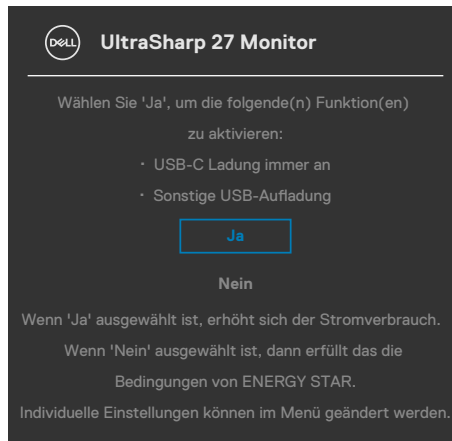 DELL UltraSharp 27 Monitor
Wählen Sie 'Ja', um die folgende(n) Funktion(en)
zu aktivieren:
· USB-C Ladung immer an
· Sonstige USB-Aufladung
Ja
Nein
Wenn 'Ja' ausgewählt ist, erhöht sich der Stromverbrauch.
Wenn 'Nein' ausgewählt ist, dann erfüllt das die
Bedingungen von ENERGY STAR.
Individuelle Einstellungen können im Menü geändert werden.